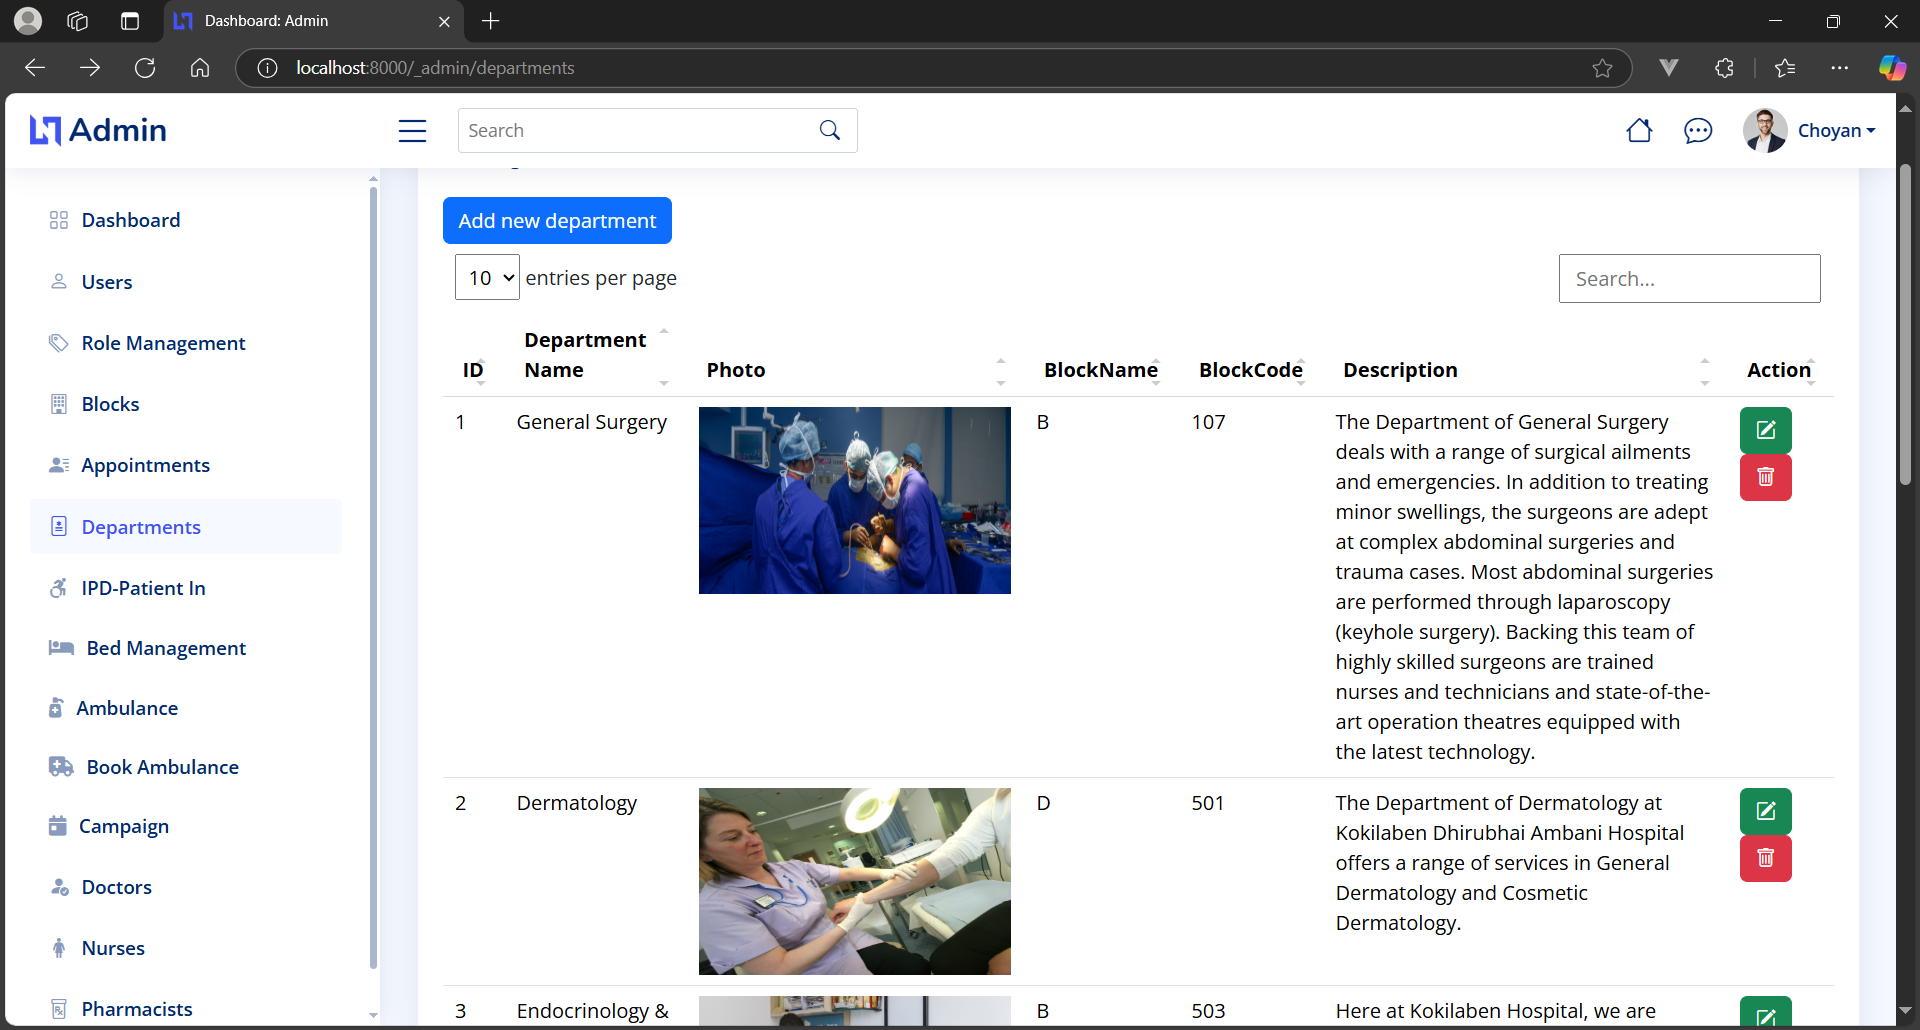 Dashboard: Admin
localhost:8000/_admin/departments
Admin
Search
Choyan
Dashboard
Users
Role Management
Blocks
Appointments
Departments
IPD-Patient In
Bed Management
Ambulance
Book Ambulance
Campaign
Doctors
Nurses
Pharmacists
Add new department
10 entries per page
Search...
ID
Department
Name
Photo
BlockName
BlockCode
Description
Action
1
General Surgery
B
107
The Department of General Surgery
deals with a range of surgical ailments
and emergencies. In addition to treating
minor swellings, the surgeons are adept
at complex abdominal surgeries and
trauma cases. Most abdominal surgeries
are performed through laparoscopy
(keyhole surgery). Backing this team of
highly skilled surgeons are trained
nurses and technicians and state-of-the-
art operation theatres equipped with
the latest technology.
2
Dermatology
D
501
The Department of Dermatology at
Kokilaben Dhirubhai Ambani Hospital
offers a range of services in General
Dermatology and Cosmetic
Dermatology.
3
Endocrinology &
B
503
Here at Kokilaben Hospital, we are